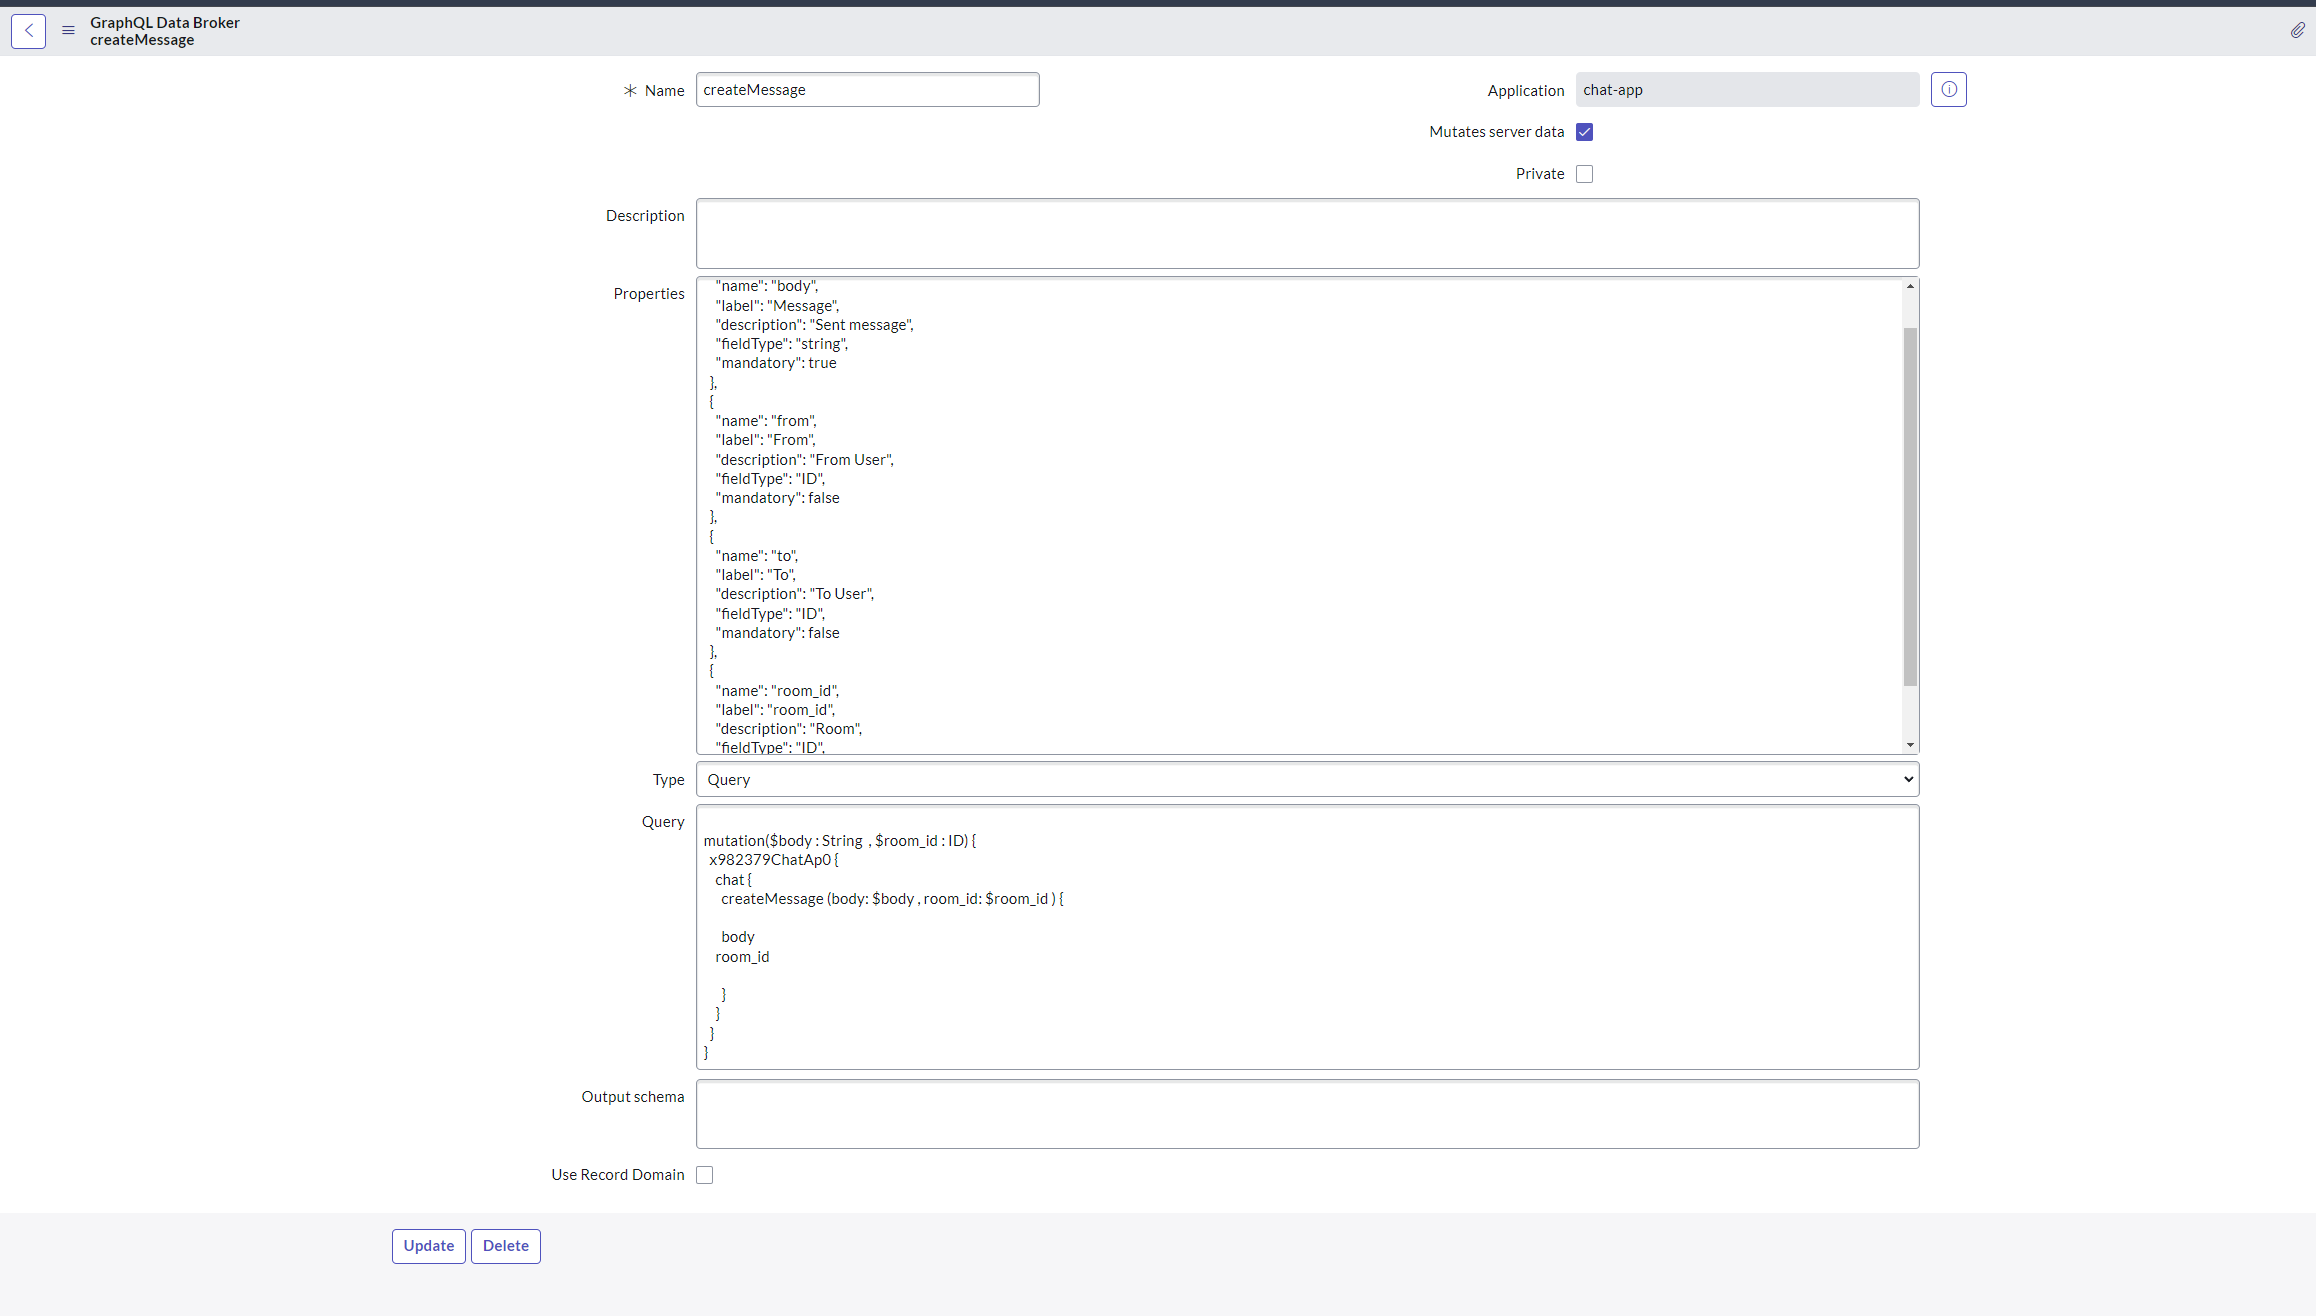 GraphQL Data Broker
createMessage
Name
createMessage
Application
chat-app
Mutates server data
Private
Description
Properties
"name": "body",
"label": "Message",
"description": "Sent message",
"fieldType": "string",
"mandatory": true
},
{
"name": "from",
"label": "From",
"description": "From User",
"fieldType": "ID",
"mandatory": false
},
{
"name": "to",
"label": "To",
"description": "To User",
"fieldType": "ID",
"mandatory": false
},
{
"name": "room_id",
"label": "room_id",
"description": "Room",
"fieldType": "ID",
Type
Query
Query
mutation($body : String , $room_id : ID) {
x982379ChatAp0 {
chat {
createMessage (body: $body , room_id: $room_id ) {
body
room_id
}
}
}
}
Output schema
Use Record Domain
Update
Delete